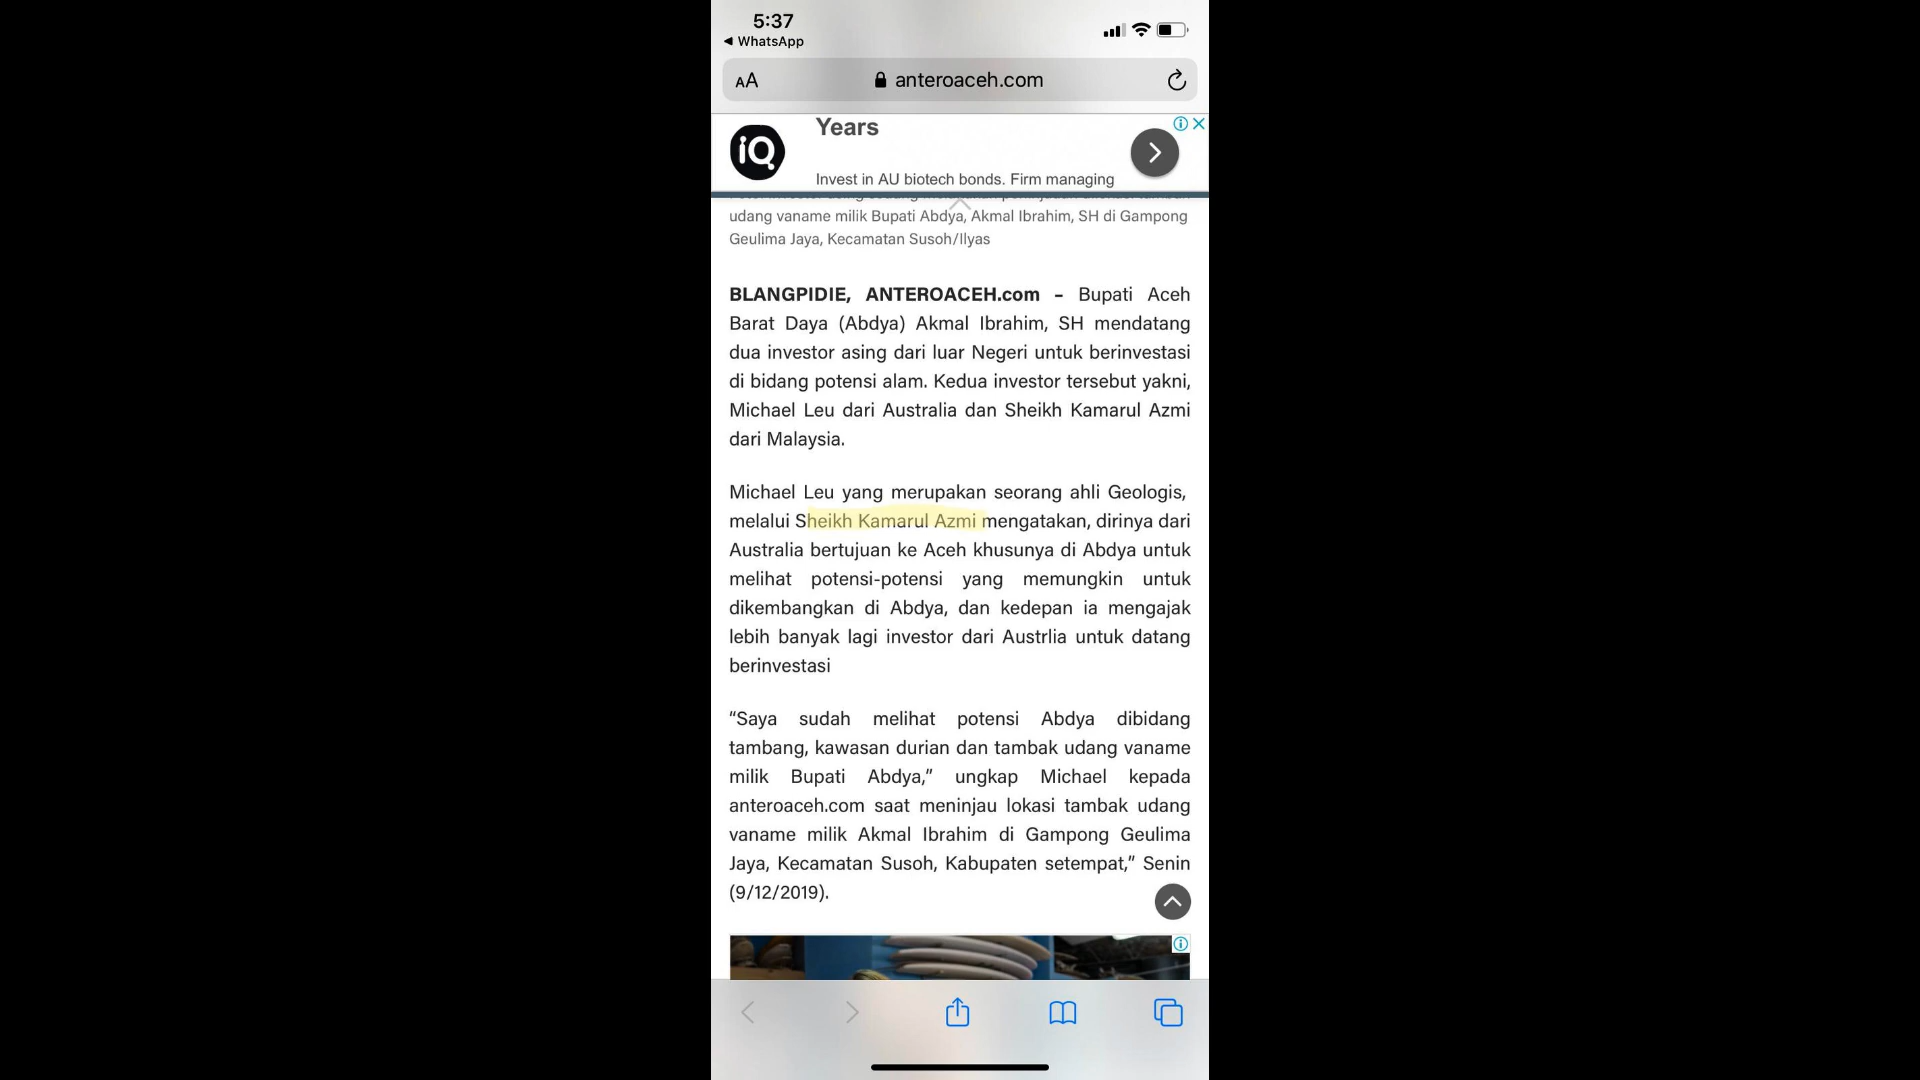 5:37
WhatsApp
AA
anteroaceh.com
Years
iQ
Invest in AU biotech bonds. Firm managing
udang vaname milik Bupati Abdya, Akmal Ibrahim, SH di Gampong
Geulima Jaya, Kecamatan Susoh/Ilyas
BLANGPIDIE, ANTEROACEH.com – Bupati Aceh
Barat Daya (Abdya) Akmal Ibrahim, SH mendatang
dua investor asing dari luar Negeri untuk berinvestasi
di bidang potensi alam. Kedua investor tersebut yakni,
Michael Leu dari Australia dan Sheikh Kamarul Azmi
dari Malaysia.
Michael Leu yang merupakan seorang ahli Geologis,
melalui Sheikh Kamarul Azmi mengatakan, dirinya dari
Australia bertujuan ke Aceh khusunya di Abdya untuk
melihat potensi-potensi yang memungkin untuk
dikembangkan di Abdya, dan kedepan ia mengajak
lebih banyak lagi investor dari Austrlia untuk datang
berinvestasi
“Saya sudah melihat potensi Abdya dibidang
tambang, kawasan durian dan tambak udang vaname
milik Bupati Abdya,” ungkap Michael kepada
anteroaceh.com saat meninjau lokasi tambak udang
vaname milik Akmal Ibrahim di Gampong Geulima
Jaya, Kecamatan Susoh, Kabupaten setempat,” Senin
(9/12/2019).